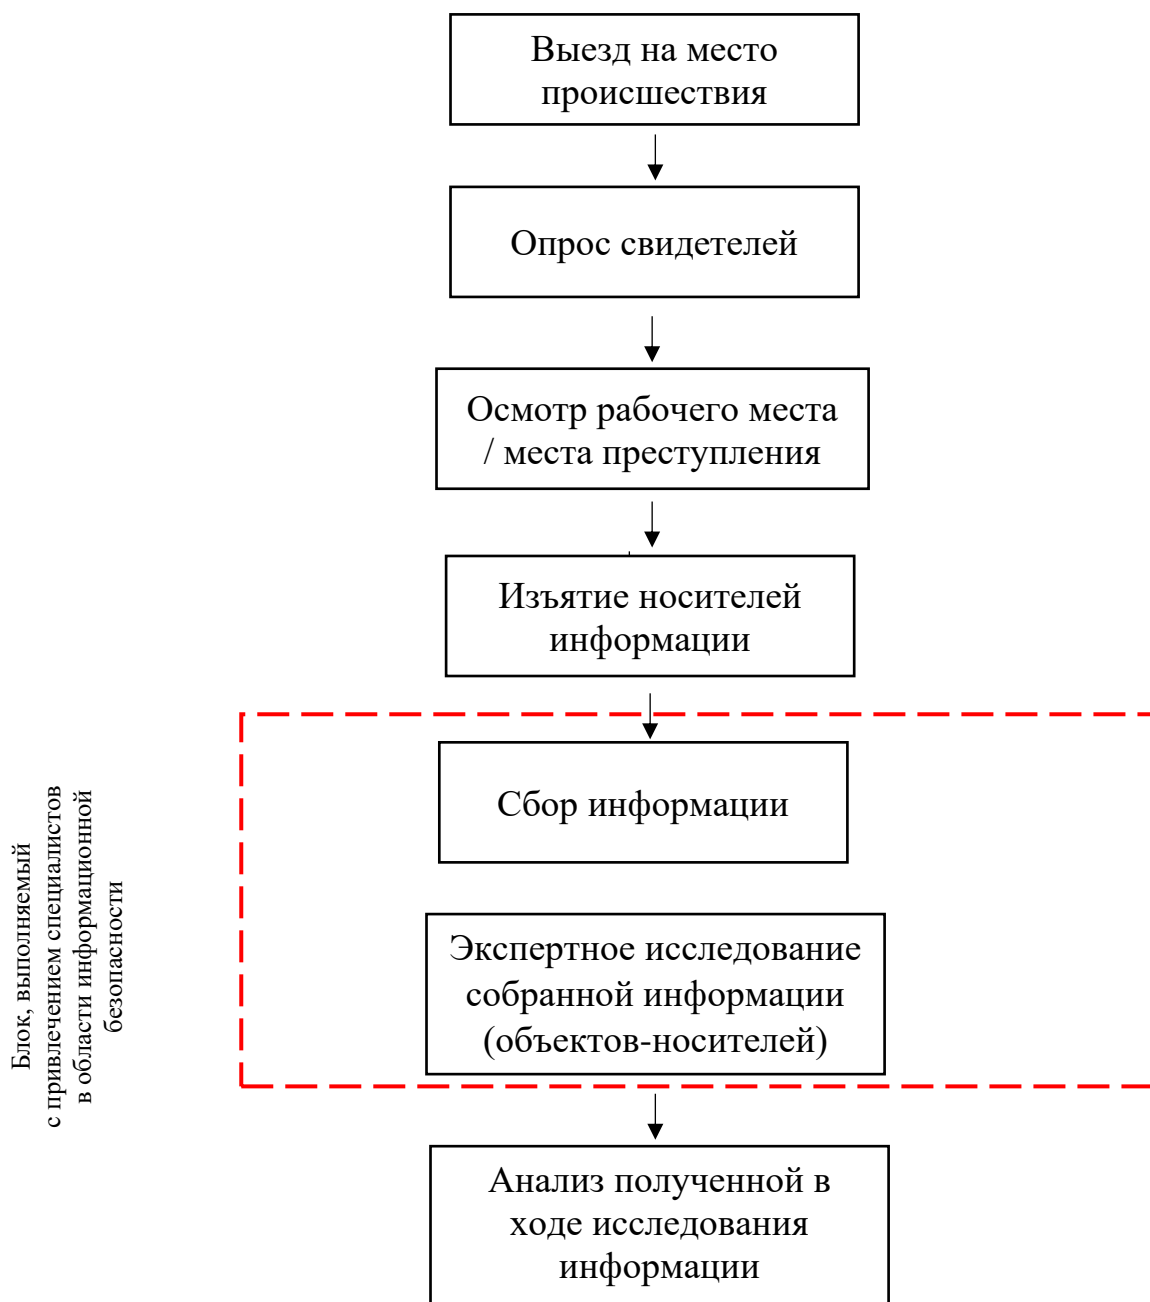 Выезд на место
происшествия
Опрос свидетелей
Осмотр рабочего места
/ места преступления
Изъятие носителей
информации
Сбор информации
Экспертное исследование
собранной информации
(объектов-носителей)
Блок, выполняемый
с привлечением специалистов
в области информационной
безопасности
Анализ полученной в
ходе исследования
информации